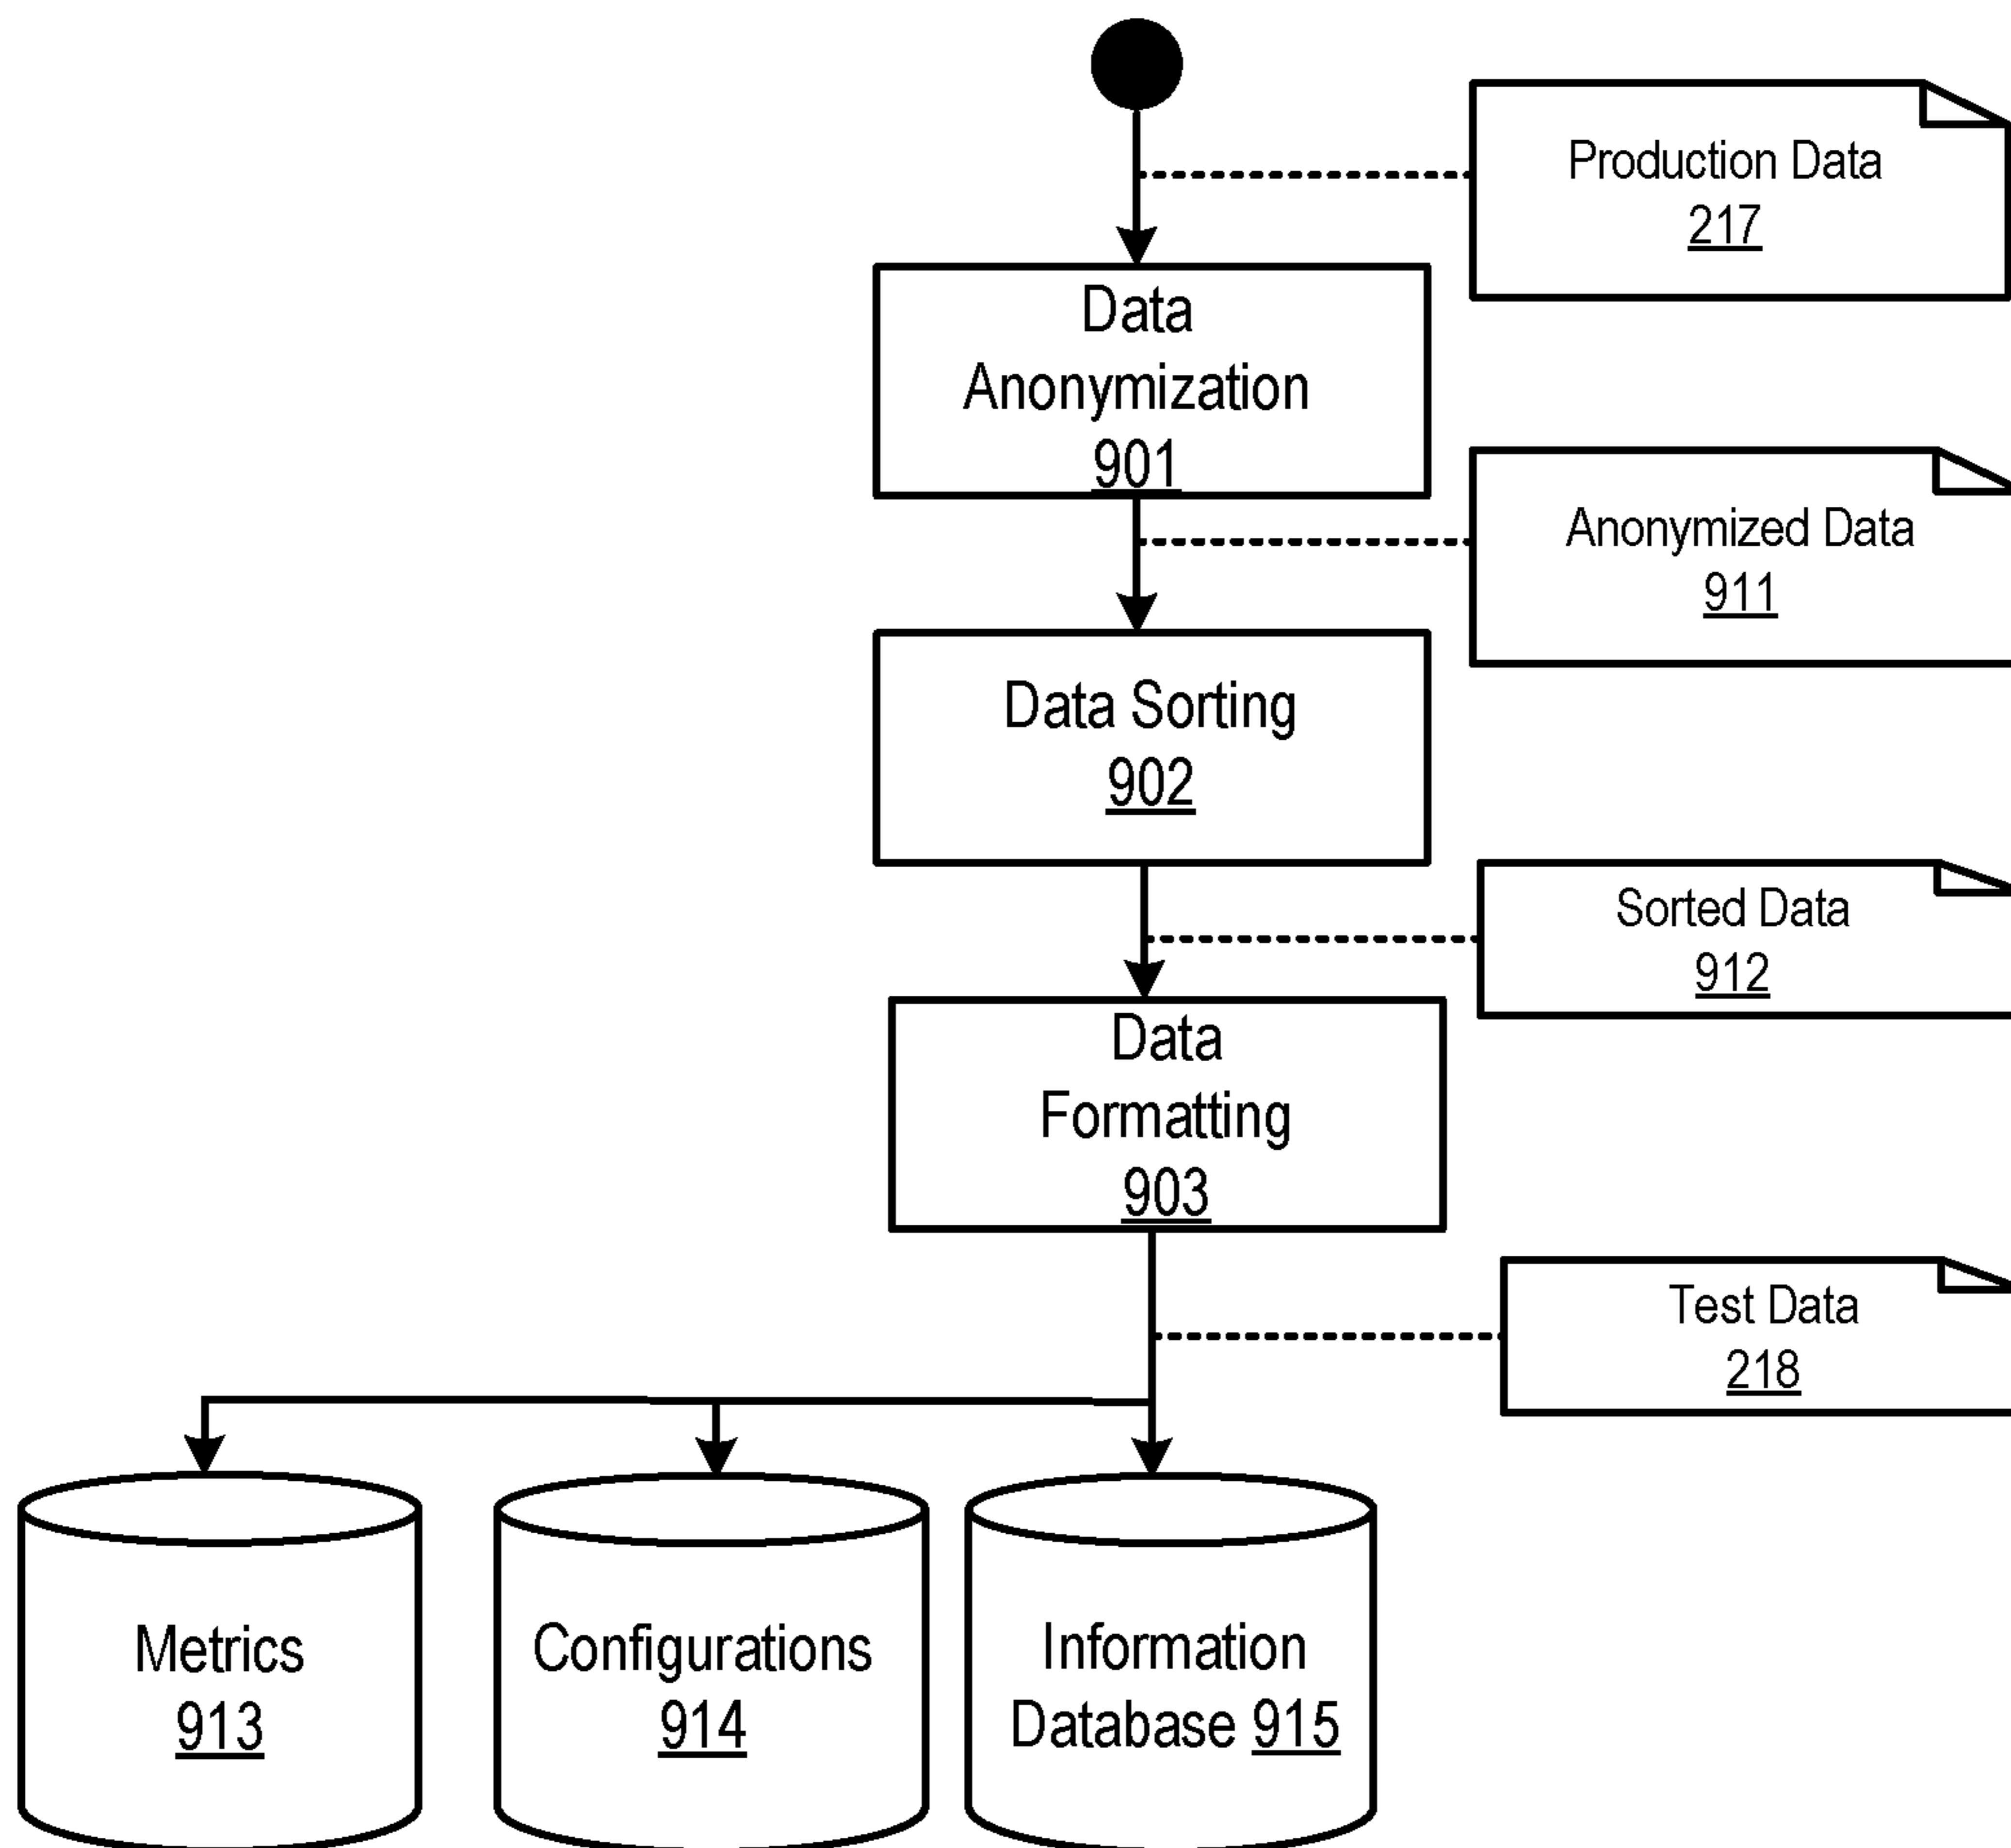 Production Data
217
Data
Anonymization
901
Anonymized Data
911
Data Sorting
902
Sorted Data
912
Data
Formatting
903
Test Data
218
Metrics
913
Configurations
914
Information
Database 915